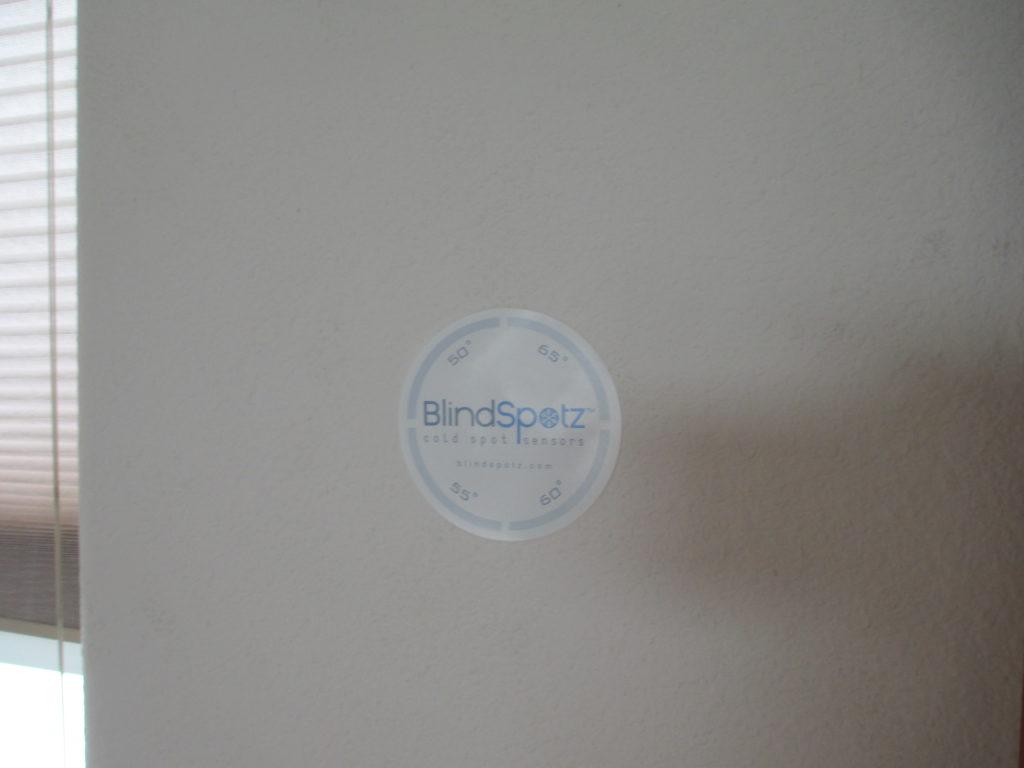 50° 65°
BlindSpotz™
cold spot sensors
blindspotz.com
55° 60°